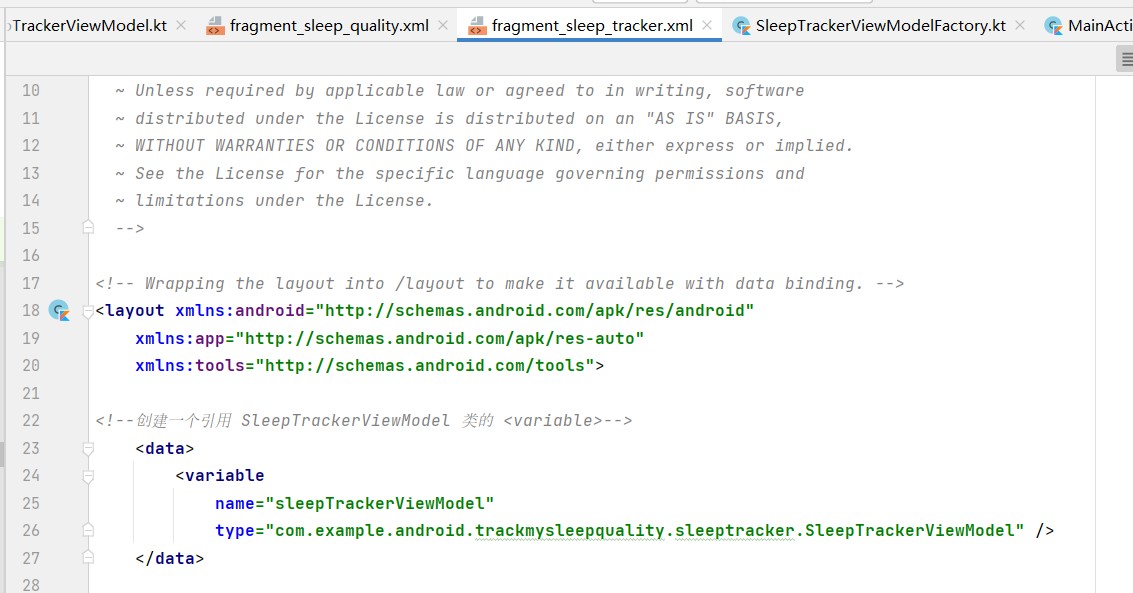 TrackerViewModel.kt
fragment_sleep_quality.xml
fragment_sleep_tracker.xml
SleepTrackerViewModelFactory.kt
MainActi
10 ~ Unless required by applicable law or agreed to in writing, software
11 ~ distributed under the License is distributed on an "AS IS" BASIS,
12 ~ WITHOUT WARRANTIES OR CONDITIONS OF ANY KIND, either express or implied.
13 ~ See the License for the specific language governing permissions and
14 ~ limitations under the License.
15 -->
16
17 <!-- Wrapping the layout into /layout to make it available with data binding. -->
18 <layout xmlns:android="http://schemas.android.com/apk/res/android"
19 xmlns:app="http://schemas.android.com/apk/res-auto"
20 xmlns:tools="http://schemas.android.com/tools">
21
22 <!--创建一个引用 SleepTrackerViewModel 类的 <variable>-->
23 <data>
24 <variable
25 name="sleepTrackerViewModel"
26 type="com.example.android.trackmysleepquality.sleeptracker.SleepTrackerViewModel" />
27 </data>
28